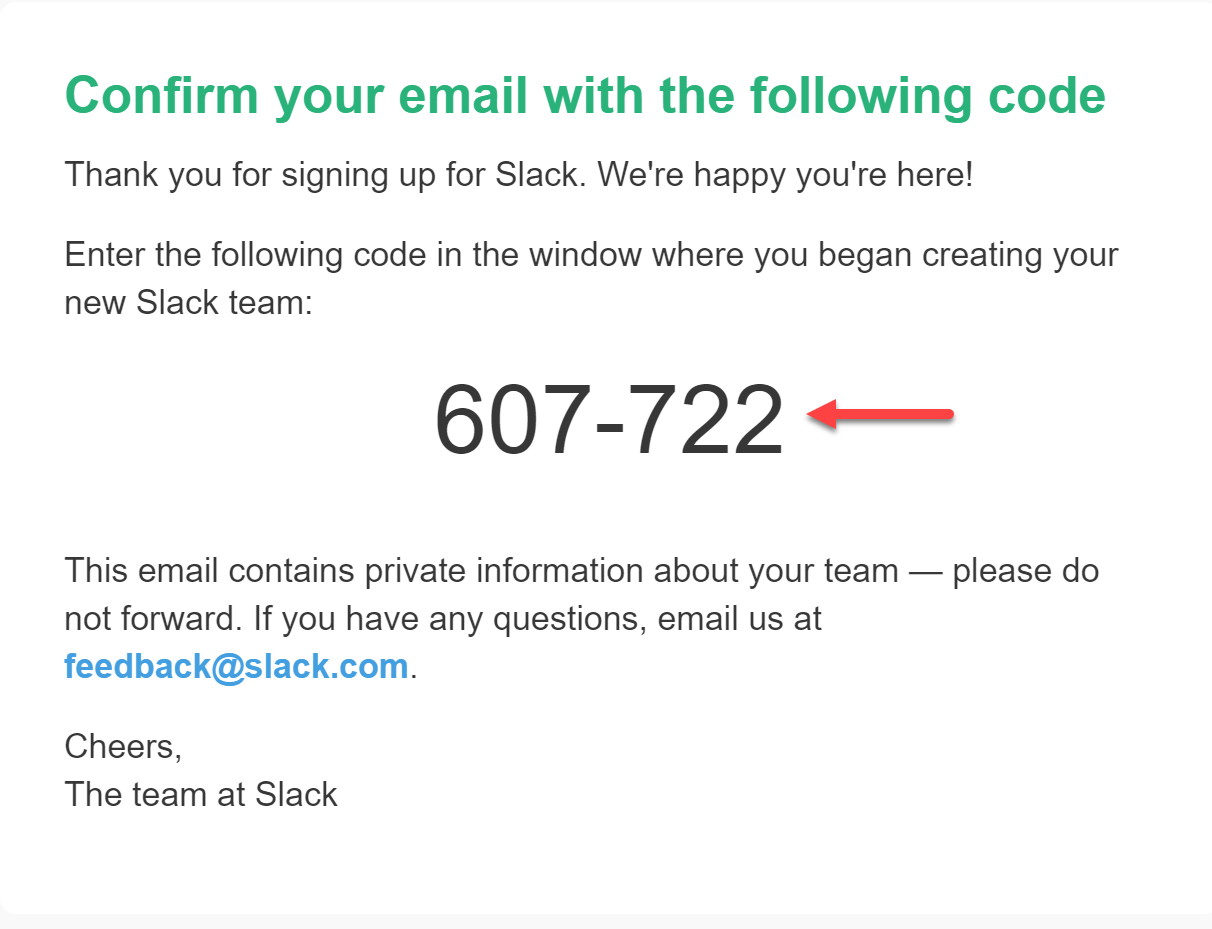 Confirm your email with the following code
Thank you for signing up for Slack. We're happy you're here!
Enter the following code in the window where you began creating your
new Slack team:
607-722
This email contains private information about your team — please do
not forward. If you have any questions, email us at
feedback@slack.com.
Cheers,
The team at Slack